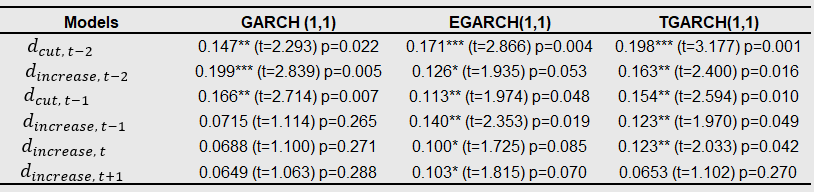 Models GARCH (1,1) EGARCH(1,1) TGARCH(1,1)
d_{cut,t−2} 0.147** (t=2.293) p=0.022 0.171*** (t=2.866) p=0.004 0.198*** (t=3.177) p=0.001
d_{increase,t−2} 0.199*** (t=2.839) p=0.005 0.126* (t=1.935) p=0.053 0.163** (t=2.400) p=0.016
d_{cut,t−1} 0.166** (t=2.714) p=0.007 0.113** (t=1.974) p=0.048 0.154** (t=2.594) p=0.010
d_{increase,t−1} 0.0715 (t=1.114) p=0.265 0.140** (t=2.353) p=0.019 0.123** (t=1.970) p=0.049
d_{increase,t} 0.0688 (t=1.100) p=0.271 0.100* (t=1.725) p=0.085 0.123** (t=2.033) p=0.042
d_{increase,t+1} 0.0649 (t=1.063) p=0.288 0.103* (t=1.815) p=0.070 0.0653 (t=1.102) p=0.270